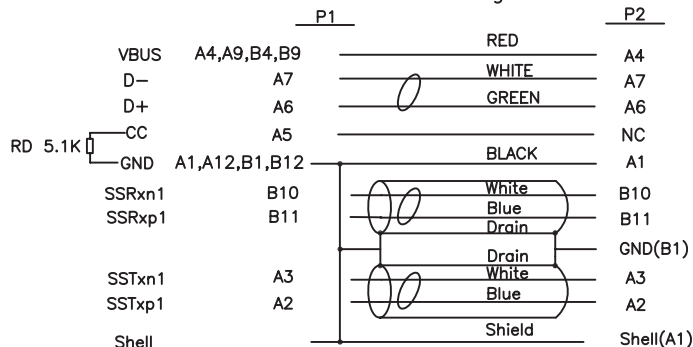 P1 P2
VBUS A4,A9,B4,B9 RED A4
D− A7 WHITE A7
D+ A6 GREEN A6
CC A5 NC
RD 5.1K
GND A1,A12,B1,B12 BLACK A1
SSRxn1 B10 White B10
SSRxp1 B11 Blue B11
Drain
GND(B1)
Drain
SSTxn1 A3 White A3
SSTxp1 A2 Blue A2
Shell Shield Shell(A1)